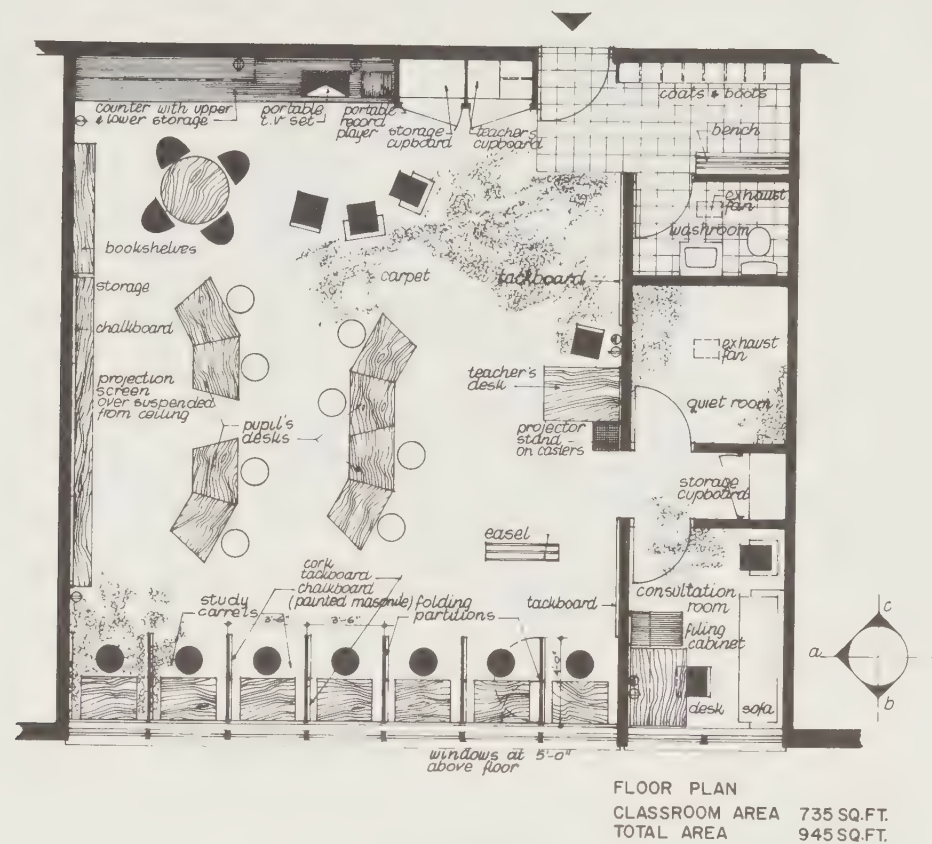 coats & boots
counter with upper
& lower storage
portable
t.v set
portable
record
player
storage
cupboard
teacher's
cupboard
bench
exhaust
fan
washroom
bookshelves
carpet
tackboard
storage
chalkboard
exhaust
fan
teacher's
desk
projection
screen
over suspended
from ceiling
quiet room
pupil's
desks
projector
stand
on casters
storage
cupboard
easel
cork
tackboard
chalkboard
(painted masonite)
study
carrels
folding
partitions
tackboard
consultation
room
filing
cabinet
3'-6"
4'-0"
desk
sofa
a
b
c
windows at 5'-0"
above floor
FLOOR PLAN
CLASSROOM AREA 735 SQ.FT.
TOTAL AREA 945 SQ.FT.